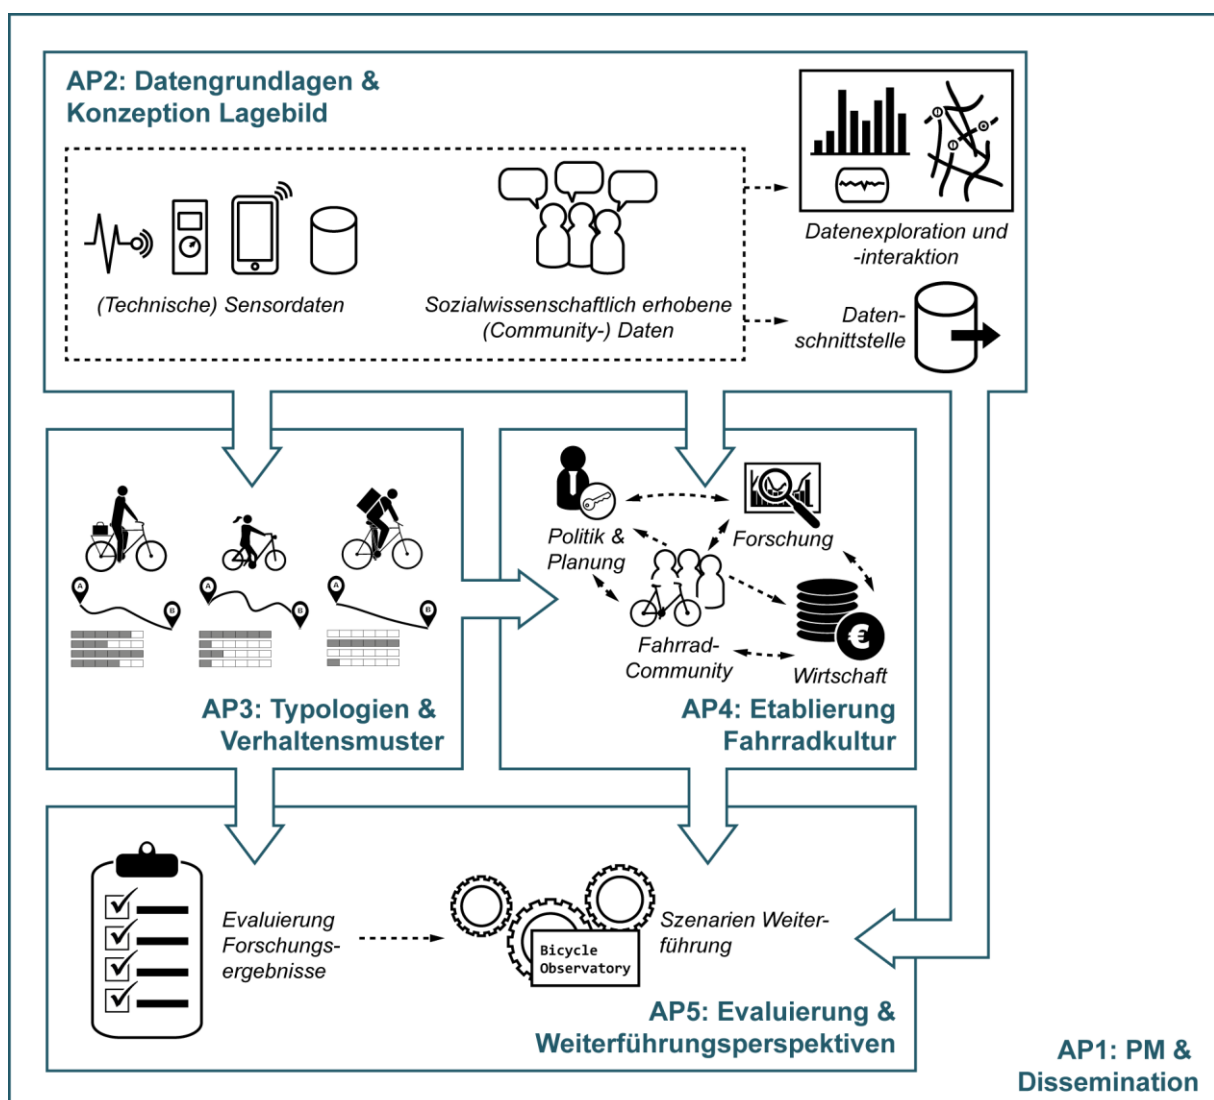 AP2: Datengrundlagen &
Konzeption Lagebild
(Technische) Sensordaten
Sozialwissenschaftlich erhobene
(Community-) Daten
Datenexploration und
-interaktion
Daten-
schnittstelle
A
B
A
B
A
B
AP3: Typologien &
Verhaltensmuster
Politik &
Planung
Forschung
Fahrrad-
Community
€
Wirtschaft
AP4: Etablierung
Fahrradkultur
Evaluierung
Forschungs-
ergebnisse
Bicycle
Observatory
Szenarien Weiter-
führung
AP5: Evaluierung &
Weiterführungsperspektiven
AP1: PM &
Dissemination